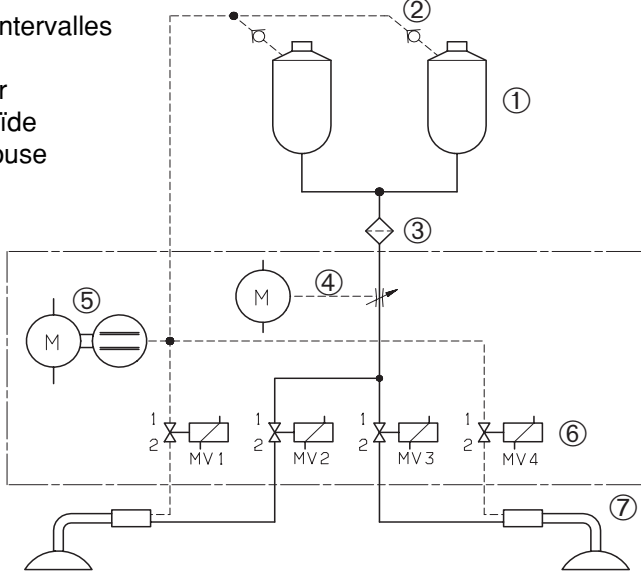 ntervalles
r
ïde
ouse
②
①
③
④
M
⑤
M
1
2
MV1
1
2
MV2
1
2
MV3
1
2
MV4
⑥
⑦